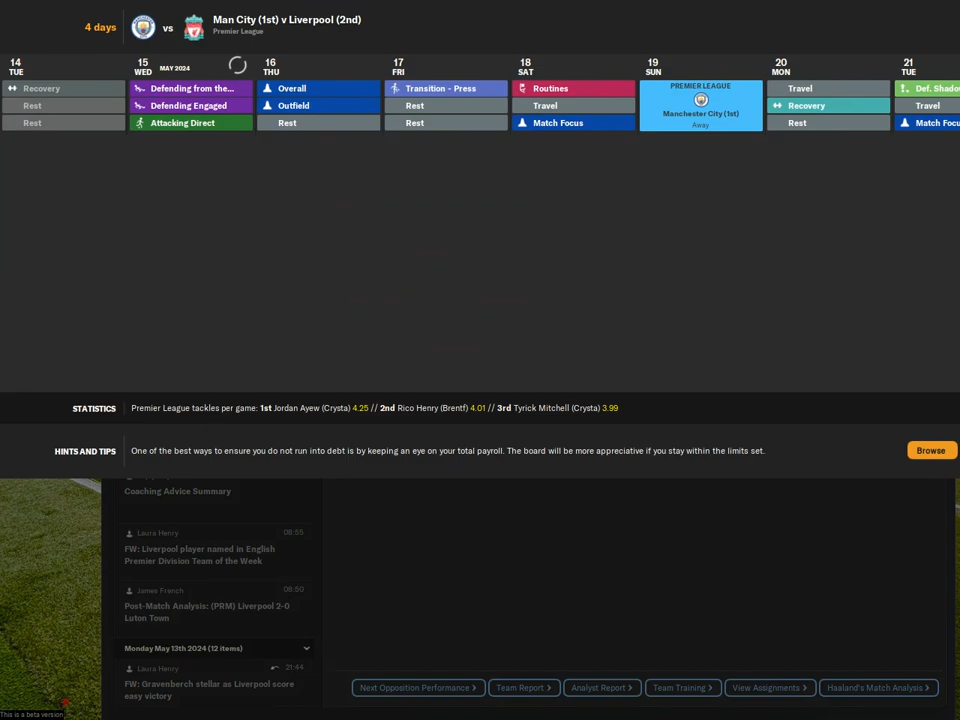 4 days
vs
Man City (1st) v Liverpool (2nd)
Premier League
14
TUE
15
WED MAY 2024
16
THU
17
FRI
18
SAT
19
SUN
20
MON
21
TUE
Recovery
Rest
Rest
Defending from the...
Defending Engaged
Attacking Direct
Overall
Outfield
Rest
Transition - Press
Rest
Rest
Routines
Travel
Match Focus
PREMIER LEAGUE
Manchester City (1st)
Away
Travel
Recovery
Rest
Def. Shado
Travel
Match Focu
STATISTICS
Premier League tackles per game: 1st Jordan Ayew (Crysta) 4.25 // 2nd Rico Henry (Brentf) 4.01 // 3rd Tyrick Mitchell (Crysta) 3.99
HINTS AND TIPS
One of the best ways to ensure you do not run into debt is by keeping an eye on your total payroll. The board will be more appreciative if you stay within the limits set.
Browse
Coaching Advice Summary
Laura Henry 08:55
FW: Liverpool player named in English
Premier Division Team of the Week
James French 08:50
Post-Match Analysis: (PRM) Liverpool 2-0
Luton Town
Monday May 13th 2024 (12 items)
Laura Henry 21:44
FW: Gravenberch stellar as Liverpool score
easy victory
Next Opposition Performance >
Team Report >
Analyst Report >
Team Training >
View Assignments >
Haaland's Match Analysis >
This is a beta version